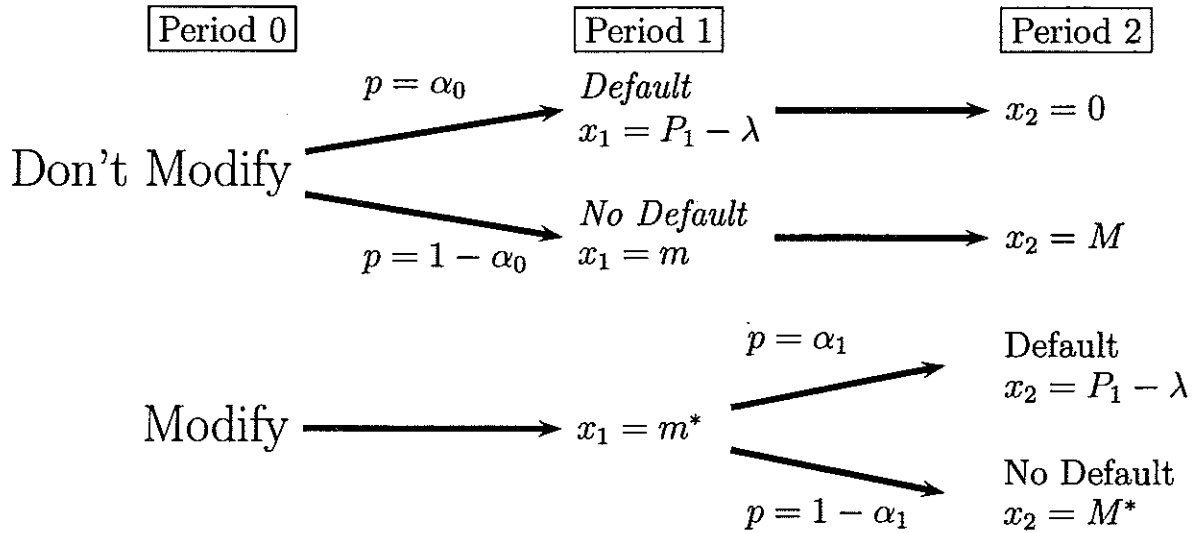 Period 0 Period 1 Period 2
p = α₀
Default
x₁ = P₁ − λ
x₂ = 0
Don't Modify
No Default
x₁ = m
x₂ = M
p = 1 − α₀
p = α₁
Default
x₂ = P₁ − λ
Modify
x₁ = m*
No Default
x₂ = M*
p = 1 − α₁